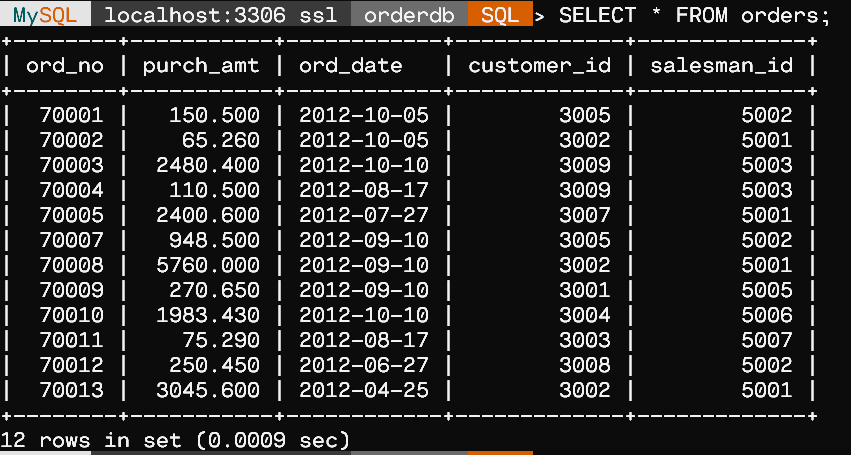 MySQL localhost:3306 ssl orderdb SQL > SELECT * FROM orders;
+--------+-----------+------------+-------------+-------------+
| ord_no | purch_amt | ord_date   | customer_id | salesman_id |
+--------+-----------+------------+-------------+-------------+
|  70001 |   150.500 | 2012-10-05 |        3005 |        5002 |
|  70002 |    65.260 | 2012-10-05 |        3002 |        5001 |
|  70003 |  2480.400 | 2012-10-10 |        3009 |        5003 |
|  70004 |   110.500 | 2012-08-17 |        3009 |        5003 |
|  70005 |  2400.600 | 2012-07-27 |        3007 |        5001 |
|  70007 |   948.500 | 2012-09-10 |        3005 |        5002 |
|  70008 |  5760.000 | 2012-09-10 |        3002 |        5001 |
|  70009 |   270.650 | 2012-09-10 |        3001 |        5005 |
|  70010 |  1983.430 | 2012-10-10 |        3004 |        5006 |
|  70011 |    75.290 | 2012-08-17 |        3003 |        5007 |
|  70012 |   250.450 | 2012-06-27 |        3008 |        5002 |
|  70013 |  3045.600 | 2012-04-25 |        3002 |        5001 |
+--------+-----------+------------+-------------+-------------+
12 rows in set (0.0009 sec)